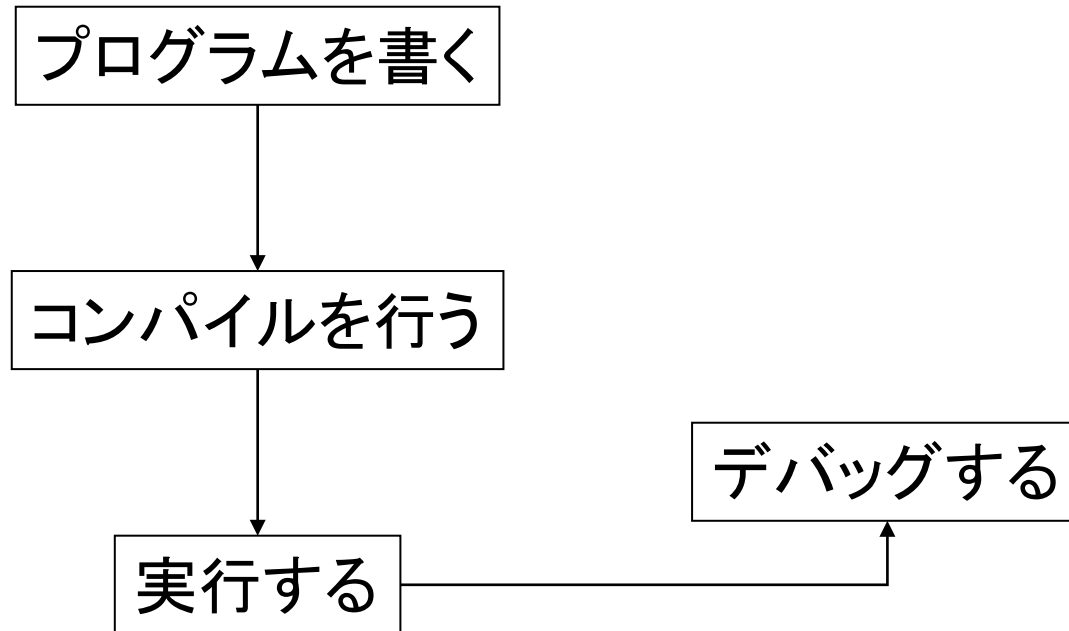 プログラムを書く
コンパイルを行う
デバッグする
実行する